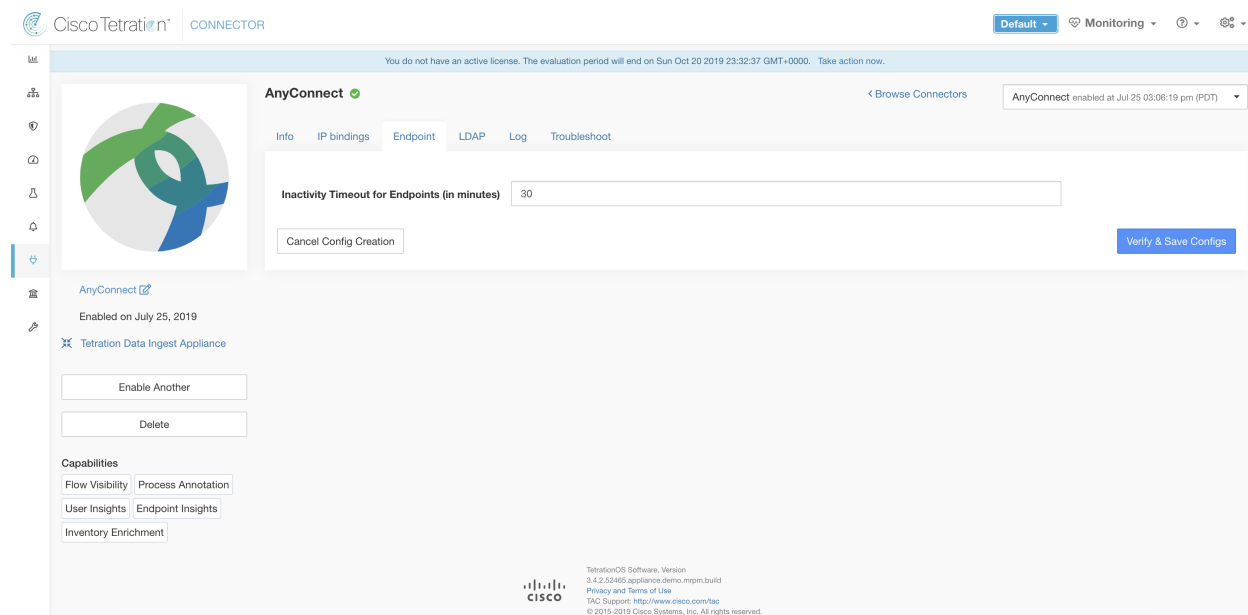 Cisco Tetration™ CONNECTOR Default Monitoring
You do not have an active license. The evaluation period will end on Sun Oct 20 2019 23:32:37 GMT+0000. Take action now.
AnyConnect
Browse Connectors
AnyConnect enabled at Jul 25 03:06:19 pm (PDT)
Info IP bindings Endpoint LDAP Log Troubleshoot
Inactivity Timeout for Endpoints (in minutes) 30
Cancel Config Creation Verify & Save Configs
AnyConnect
Enabled on July 25, 2019
Tetration Data Ingest Appliance
Enable Another
Delete
Capabilities
Flow Visibility Process Annotation
User Insights Endpoint Insights
Inventory Enrichment
CISCO
TetrationOS Software, Version
3.4.2.52465.appliance.demo.mrpm.build
Privacy and Terms of Use
TAC Support: http://www.cisco.com/tac
© 2015-2019 Cisco Systems, Inc. All rights reserved.